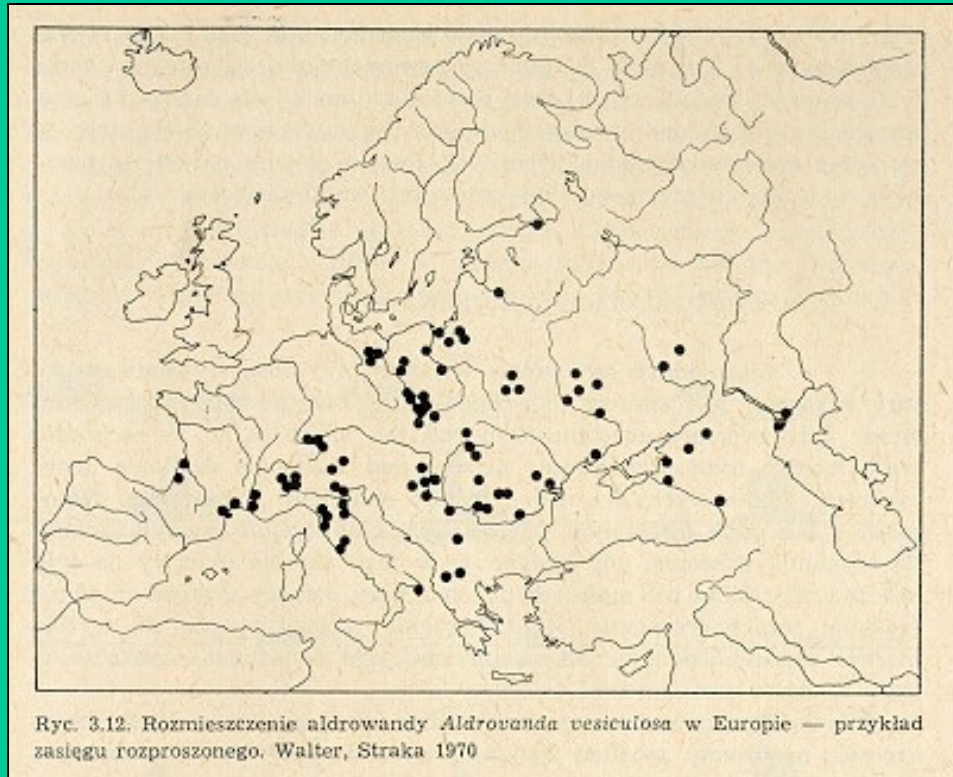 Ryc. 3.12. Rozmieszczenie aldrowandy Aldrovanda vesiculosa w Europie — przykład
zasięgu rozproszonego. Walter, Straka 1970